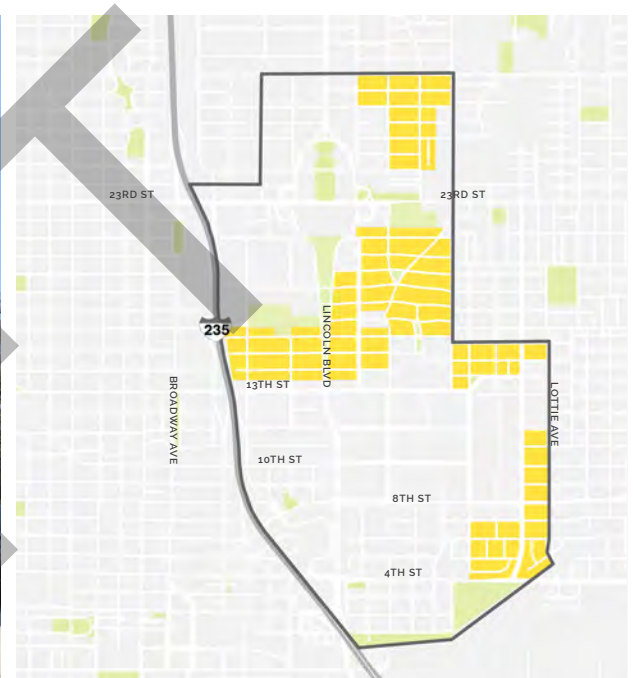 23RD ST
23RD ST
LINCOLN BLVD
235
13TH ST
BROADWAY AVE
LOTTIE AVE
10TH ST
8TH ST
4TH ST